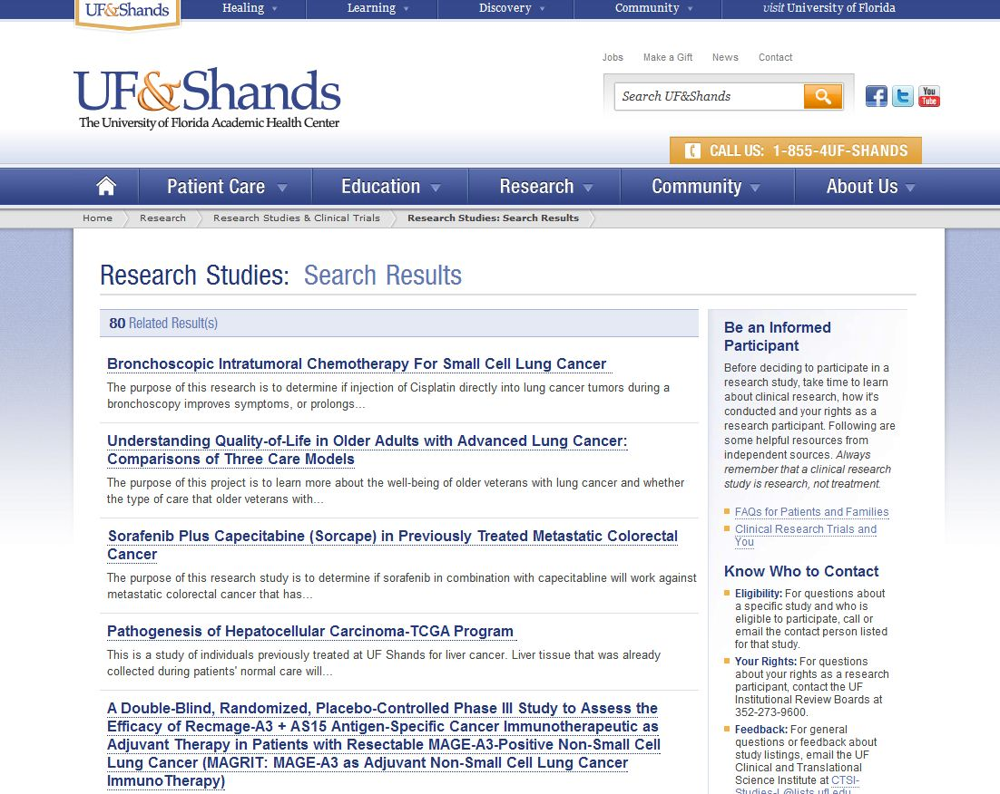 UF&Shands
Healing
Learning
Discovery
Community
visit University of Florida
Jobs
Make a Gift
News
Contact
UF&Shands
The University of Florida Academic Health Center
Search UF&Shands
You
Tube
CALL US: 1-855-4UF-SHANDS
Patient Care
Education
Research
Community
About Us
Home
Research
Research Studies & Clinical Trials
Research Studies: Search Results
Research Studies: Search Results
80 Related Result(s)
Bronchoscopic Intratumoral Chemotherapy For Small Cell Lung Cancer
The purpose of this research is to determine if injection of Cisplatin directly into lung cancer tumors during a
bronchoscopy improves symptoms, or prolongs...
Understanding Quality-of-Life in Older Adults with Advanced Lung Cancer:
Comparisons of Three Care Models
The purpose of this project is to learn more about the well-being of older veterans with lung cancer and whether
the type of care that older veterans with...
Sorafenib Plus Capecitabine (Sorcape) in Previously Treated Metastatic Colorectal
Cancer
The purpose of this research study is to determine if sorafenib in combination with capecitabline will work against
metastatic colorectal cancer that has...
Pathogenesis of Hepatocellular Carcinoma-TCGA Program
This is a study of individuals previously treated at UF Shands for liver cancer. Liver tissue that was already
collected during patients' normal care will...
A Double-Blind, Randomized, Placebo-Controlled Phase III Study to Assess the
Efficacy of Recmage-A3 + AS15 Antigen-Specific Cancer Immunotherapeutic as
Adjuvant Therapy in Patients with Resectable MAGE-A3-Positive Non-Small Cell
Lung Cancer (MAGRIT: MAGE-A3 as Adjuvant Non-Small Cell Lung Cancer
ImmunoTherapy)
Be an Informed
Participant
Before deciding to participate in a
research study, take time to learn
about clinical research, how it's
conducted and your rights as a
research participant. Following are
some helpful resources from
independent sources. Always
remember that a clinical research
study is research, not treatment.
FAQs for Patients and Families
Clinical Research Trials and
You
Know Who to Contact
Eligibility: For questions about
a specific study and who is
eligible to participate, call or
email the contact person listed
for that study.
Your Rights: For questions
about your rights as a research
participant, contact the UF
Institutional Review Boards at
352-273-9600.
Feedback: For general
questions or feedback about
study listings, email the UF
Clinical and Translational
Science Institute at CTSI-
Studies-L@lists.ufl.edu